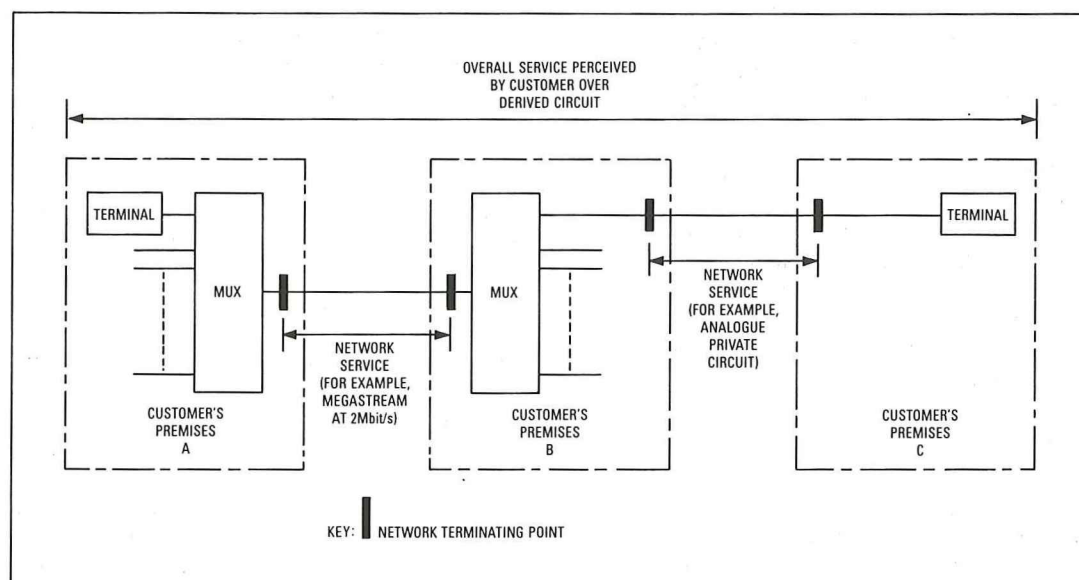 OVERALL SERVICE PERCEIVED
BY CUSTOMER OVER
DERIVED CIRCUIT
TERMINAL
MUX
MUX
TERMINAL
NETWORK
SERVICE
(FOR EXAMPLE,
MEGASTREAM
AT 2Mbit/s)
NETWORK
SERVICE
(FOR EXAMPLE,
ANALOGUE
PRIVATE
CIRCUIT)
CUSTOMER'S
PREMISES
A
CUSTOMER'S
PREMISES
B
CUSTOMER'S
PREMISES
C
KEY: NETWORK TERMINATING POINT